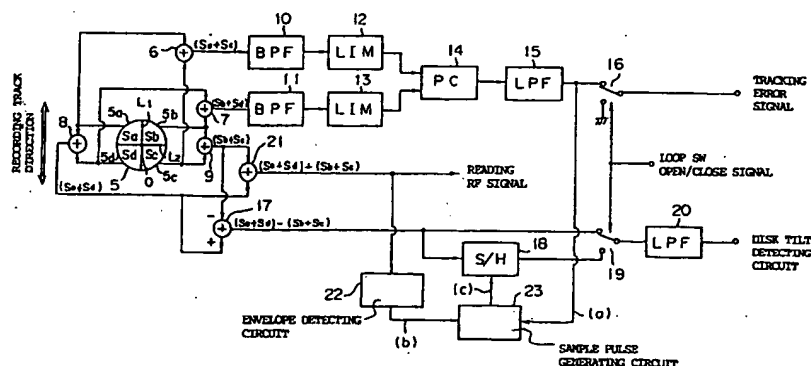 10
12
(Sa+Sc)
6
BPF
LIM
14
15
16
PC
LPF
TRACKING
ERROR
SIGNAL
11
13
(Sb+Sd)
7
BPF
LIM
RECORDING TRACK
DIRECTION
8
5a
L1
5b
Sa
Sb
Sd
Sc
5d
L2
5
O
5c
9
(Sb+Sc)
21
(Sa+Sd)
(Sa+Sd)+(Sb+Sc)
READING
RF SIGNAL
LOOP SW
OPEN/CLOSE SIGNAL
17
-
+
(Sa+Sd)-(Sb+Sc)
18
S/H
19
20
LPF
DISK TILT
DETECTING
CIRCUIT
22
(c)
23
(a)
ENVELOPE DETECTING
CIRCUIT
(b)
SAMPLE PULSE
GENERATING CIRCUIT